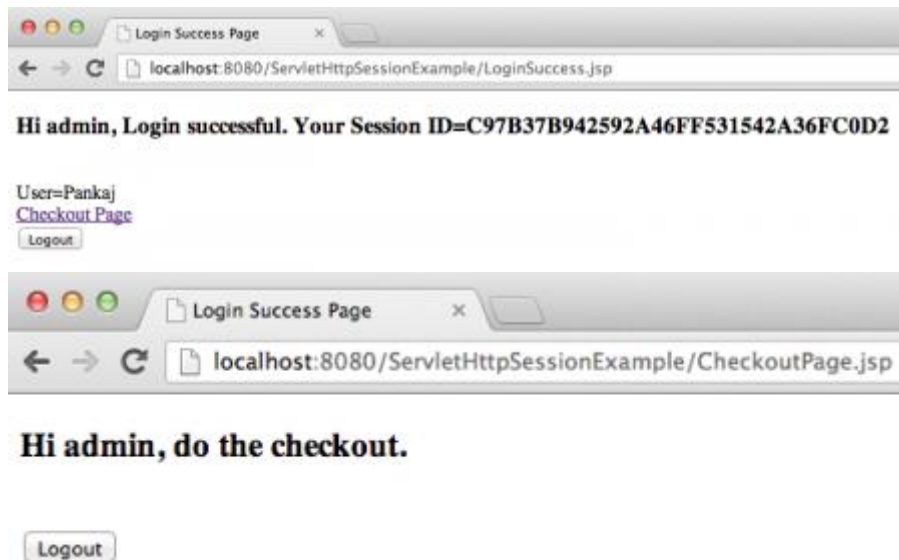 Login Success Page
localhost:8080/ServletHttpSessionExample/LoginSuccess.jsp
Hi admin, Login successful. Your Session ID=C97B37B942592A46FF531542A36FC0D2
User=Pankaj
Checkout Page
Logout
Login Success Page
localhost:8080/ServletHttpSessionExample/CheckoutPage.jsp
Hi admin, do the checkout.
Logout